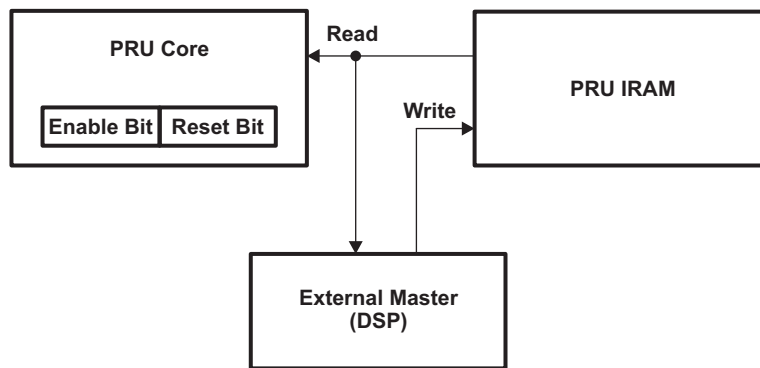 Read
PRU Core
PRU IRAM
Write
Enable Bit
Reset Bit
External Master
(DSP)